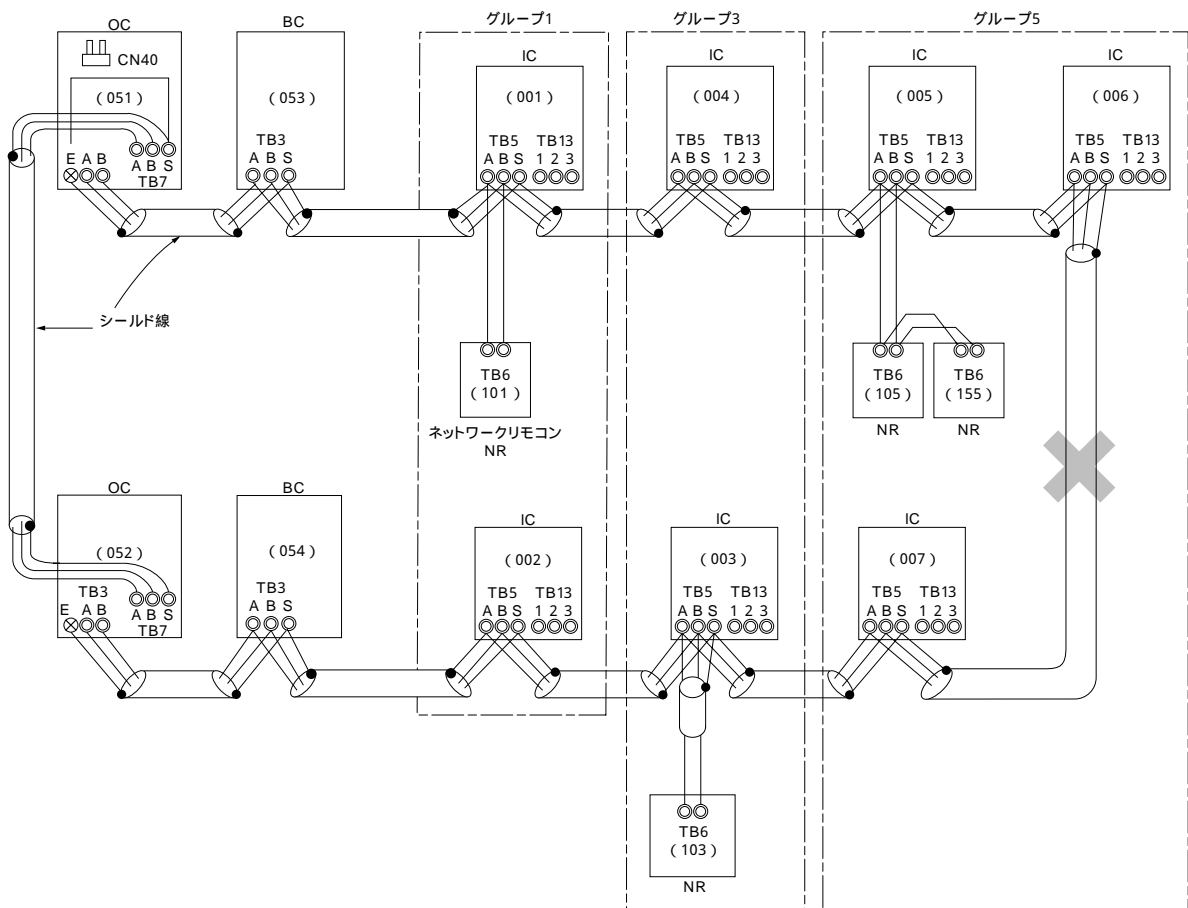 グループ1
グループ3
グループ5
OC
BC
IC
IC
IC
IC
CN40
(051)
(053)
(001)
(004)
(005)
(006)
E A B
A B S
TB7
TB3
A B S
TB5 TB13
A B S 1 2 3
TB5 TB13
A B S 1 2 3
TB5 TB13
A B S 1 2 3
TB5 TB13
A B S 1 2 3
シールド線
TB6
(101)
ネットワークリモコン
NR
TB6
(105)
NR
TB6
(155)
NR
OC
BC
IC
IC
IC
(052)
(054)
(002)
(003)
(007)
TB3
E A B
A B S
TB7
TB3
A B S
TB5 TB13
A B S 1 2 3
TB5 TB13
A B S 1 2 3
TB5 TB13
A B S 1 2 3
TB6
(103)
NR